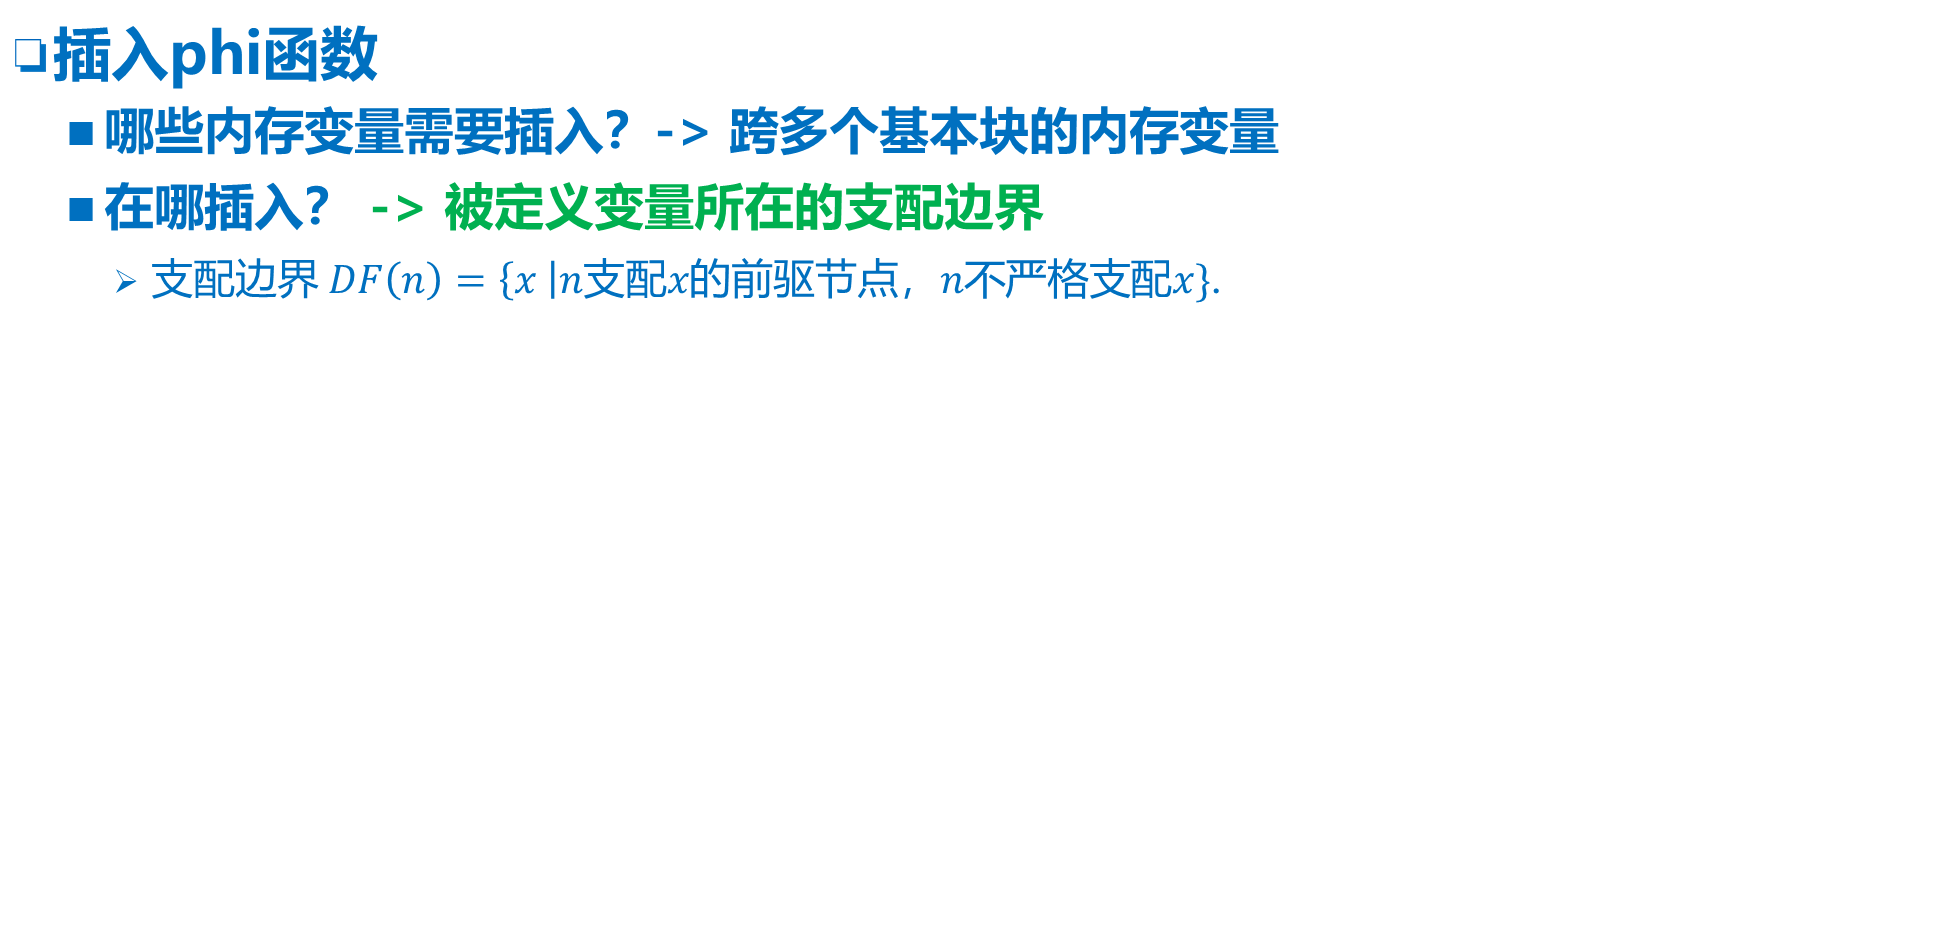 插入phi函数
哪些内存变量需要插入？-> 跨多个基本块的内存变量
在哪插入？ -> 被定义变量所在的支配边界
支配边界 DF(n) = {x |n支配x的前驱节点，n不严格支配x}.